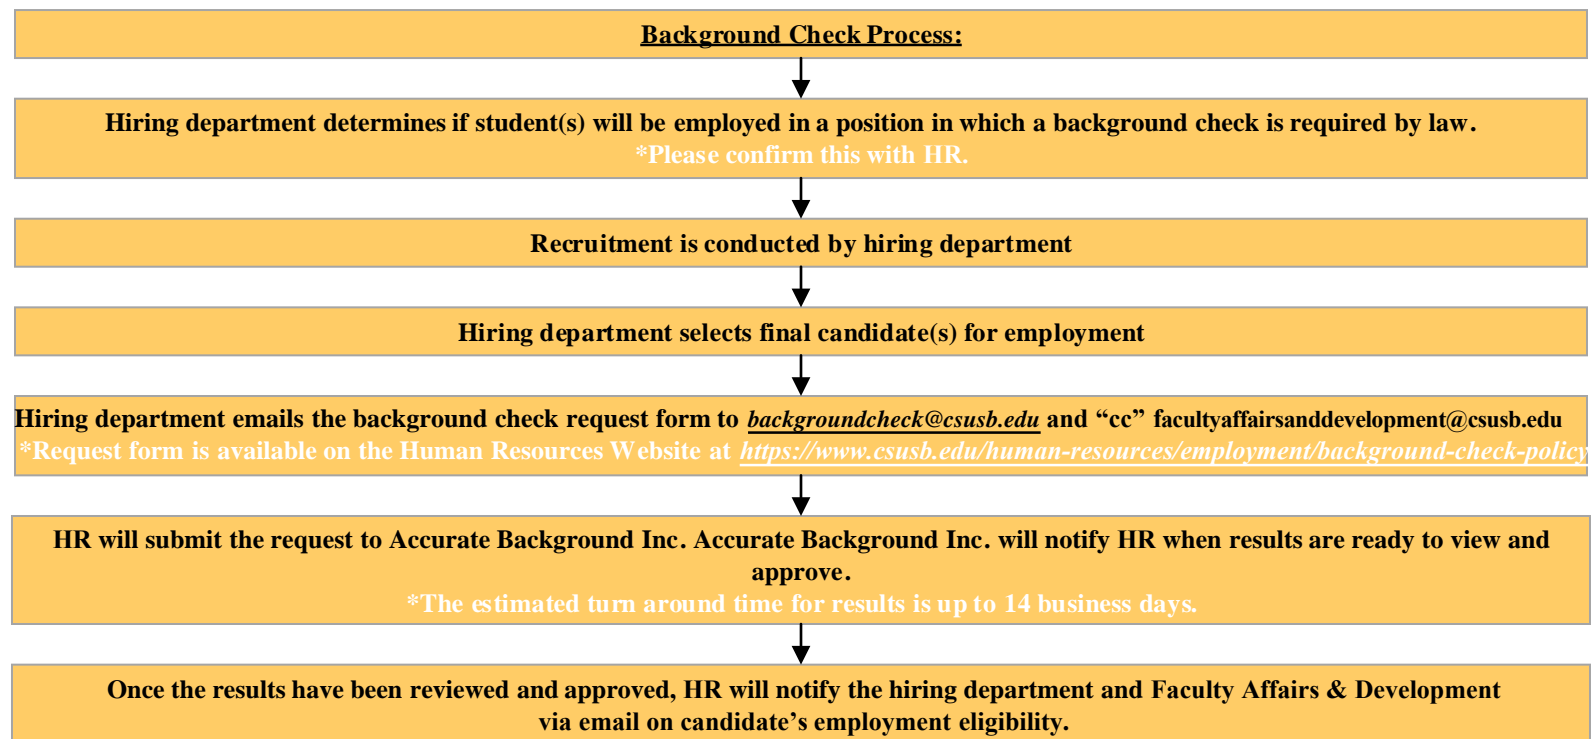 Background Check Process:
Hiring department determines if student(s) will be employed in a position in which a background check is required by law.
*Please confirm this with HR.
Recruitment is conducted by hiring department
Hiring department selects final candidate(s) for employment
Hiring department emails the background check request form to backgroundcheck@csusb.edu and “cc” facultyaffairsanddevelopment@csusb.edu
*Request form is available on the Human Resources Website at https://www.csusb.edu/human-resources/employment/background-check-policy
HR will submit the request to Accurate Background Inc. Accurate Background Inc. will notify HR when results are ready to view and
approve.
*The estimated turn around time for results is up to 14 business days.
Once the results have been reviewed and approved, HR will notify the hiring department and Faculty Affairs & Development
via email on candidate’s employment eligibility.